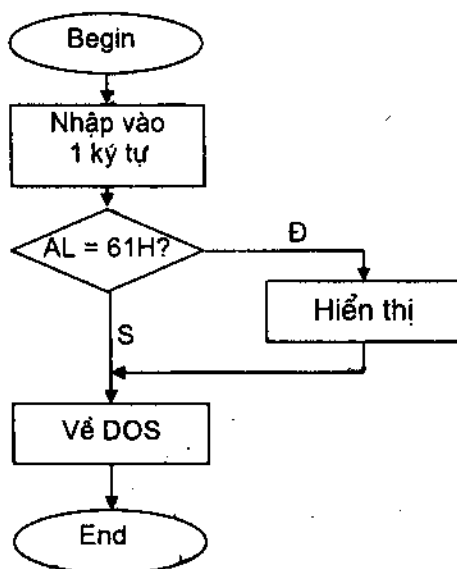 Begin
Nhập vào
1 ký tự
AL = 61H?
Đ
Hiển thị
S
Về DOS
End